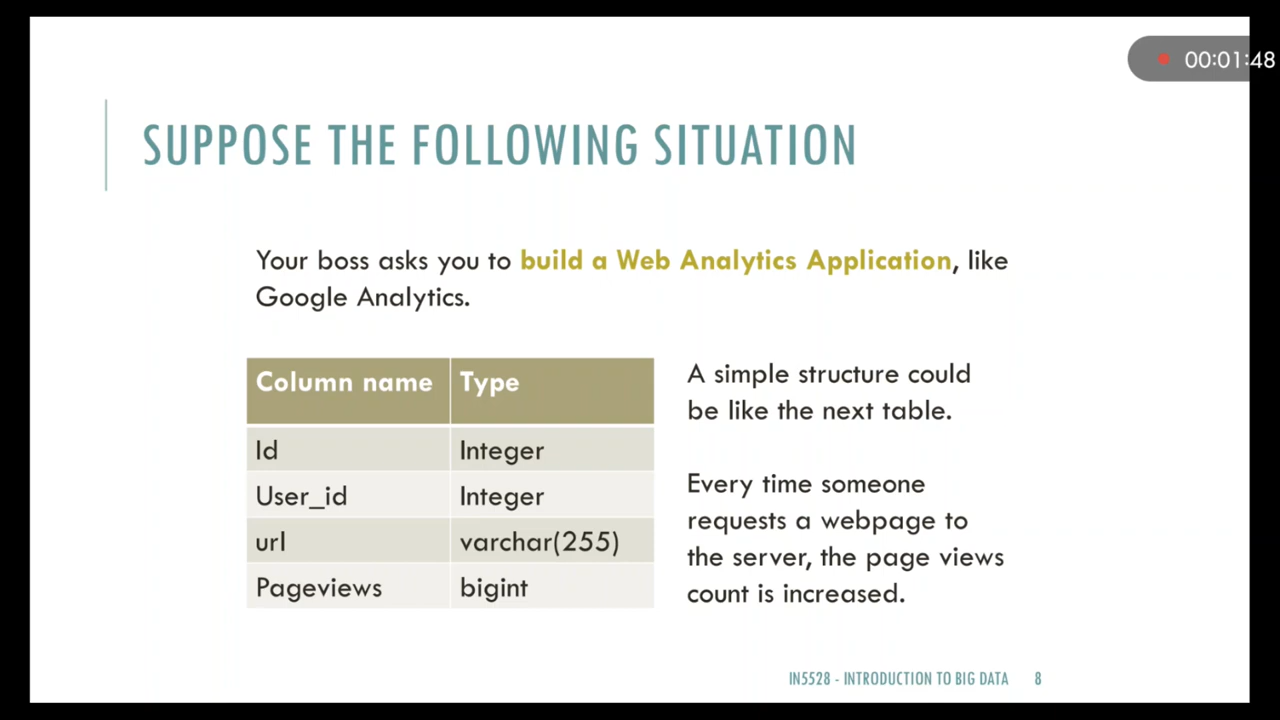 00:01:48
SUPPOSE THE FOLLOWING SITUATION
Your boss asks you to build a Web Analytics Application, like
Google Analytics.
Column name Type
Id Integer
User_id Integer
url varchar(255)
Pageviews bigint
A simple structure could
be like the next table.
Every time someone
requests a webpage to
the server, the page views
count is increased.
IN5528 - INTRODUCTION TO BIG DATA 8